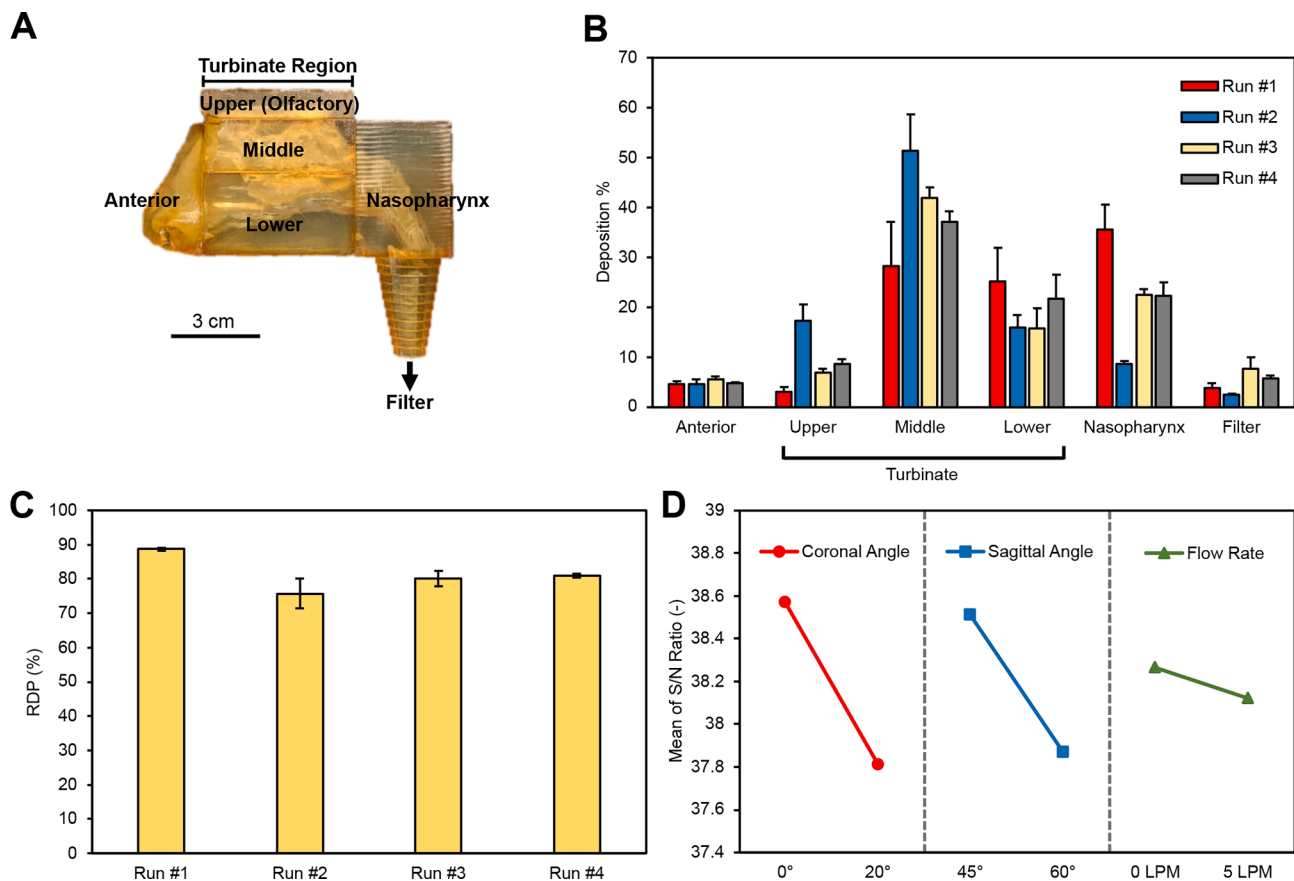 A
Turbinate Region
Upper (Olfactory)
Middle
Anterior
Nasopharynx
Lower
3 cm
Filter
B
70
60
50
40
30
20
10
0
Deposition %
Run #1
Run #2
Run #3
Run #4
Anterior Upper Middle Lower Nasopharynx Filter
Turbinate
C
100
90
80
70
60
50
40
30
20
10
0
RDP (%)
Run #1 Run #2 Run #3 Run #4
D
39
38.8
38.6
38.4
38.2
38
37.8
37.6
37.4
Mean of S/N Ratio (-)
Coronal Angle
Sagittal Angle
Flow Rate
0° 20° 45° 60° 0 LPM 5 LPM